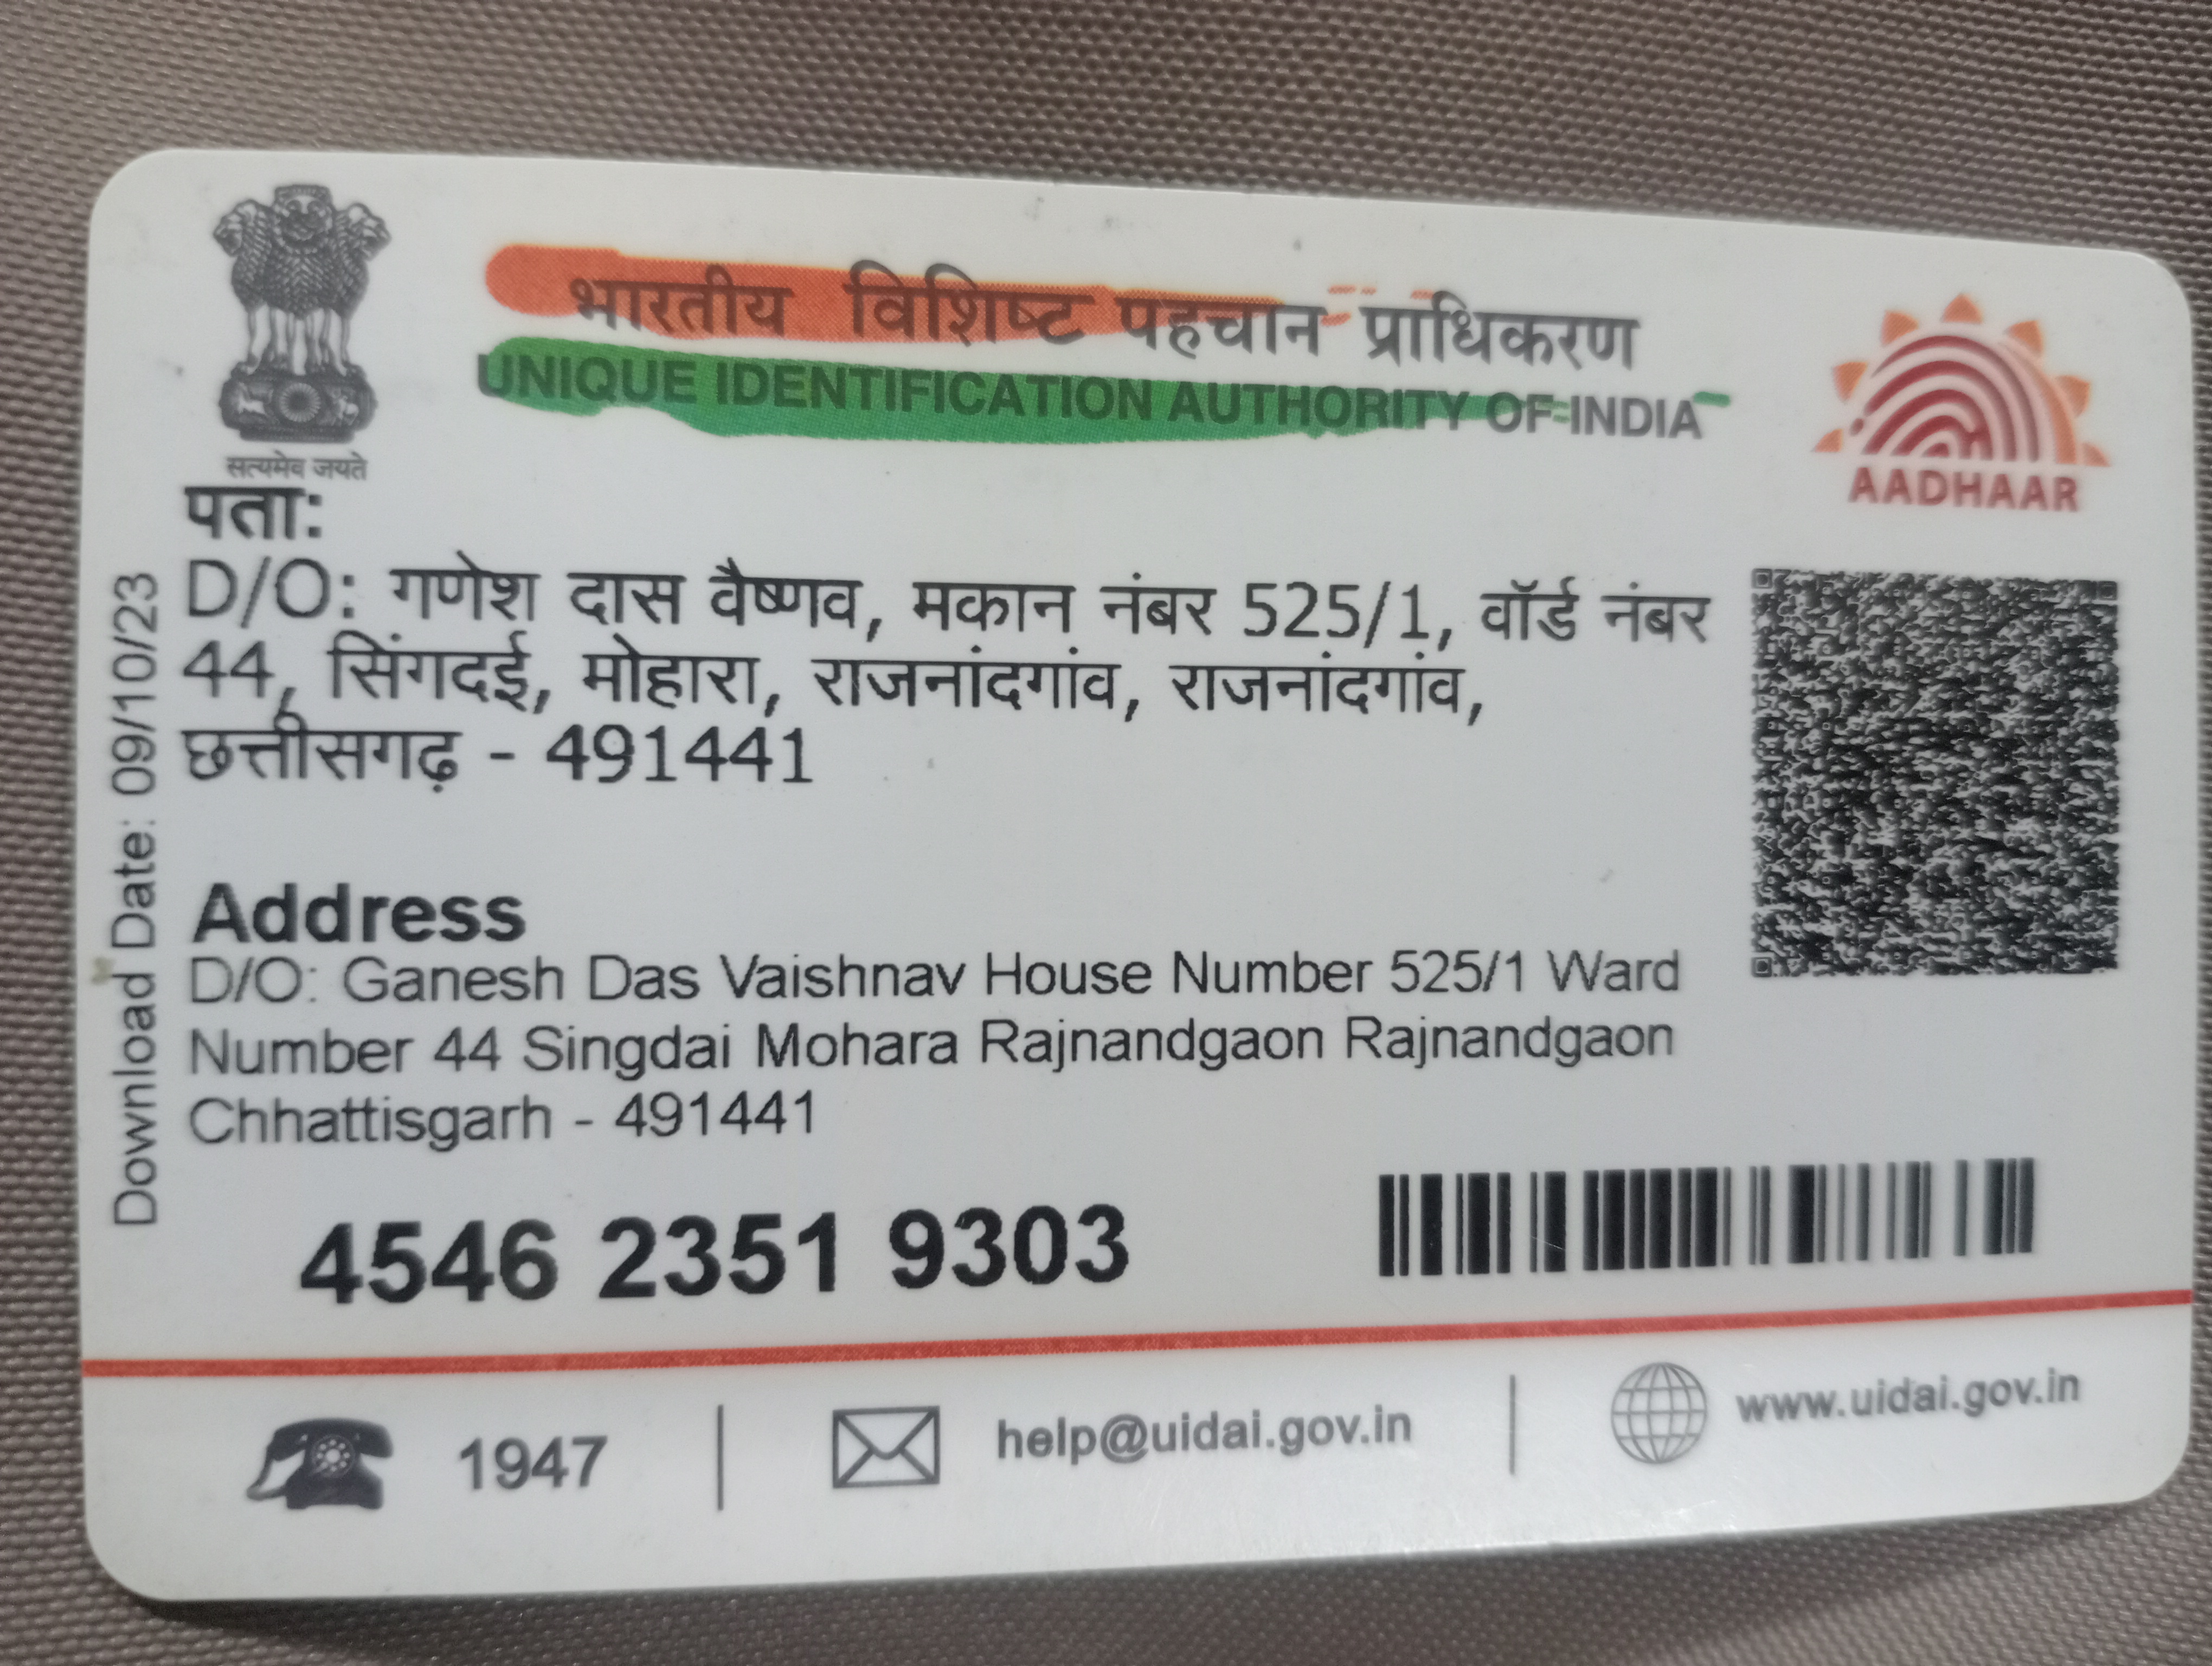 भारतीय विशिष्ट पहचान प्राधिकरण
UNIQUE IDENTIFICATION AUTHORITY OF INDIA
सत्यमेव जयते
AADHAAR
पता:
D/O: गणेश दास वैष्णव, मकान नंबर 525/1, वॉर्ड नंबर
44, सिंगदई, मोहारा, राजनांदगांव, राजनांदगांव,
छत्तीसगढ़ - 491441
Download Date: 09/10/23
Address
D/O: Ganesh Das Vaishnav House Number 525/1 Ward
Number 44 Singdai Mohara Rajnandgaon Rajnandgaon
Chhattisgarh - 491441
4546 2351 9303
1947
help@uidai.gov.in
www.uidai.gov.in